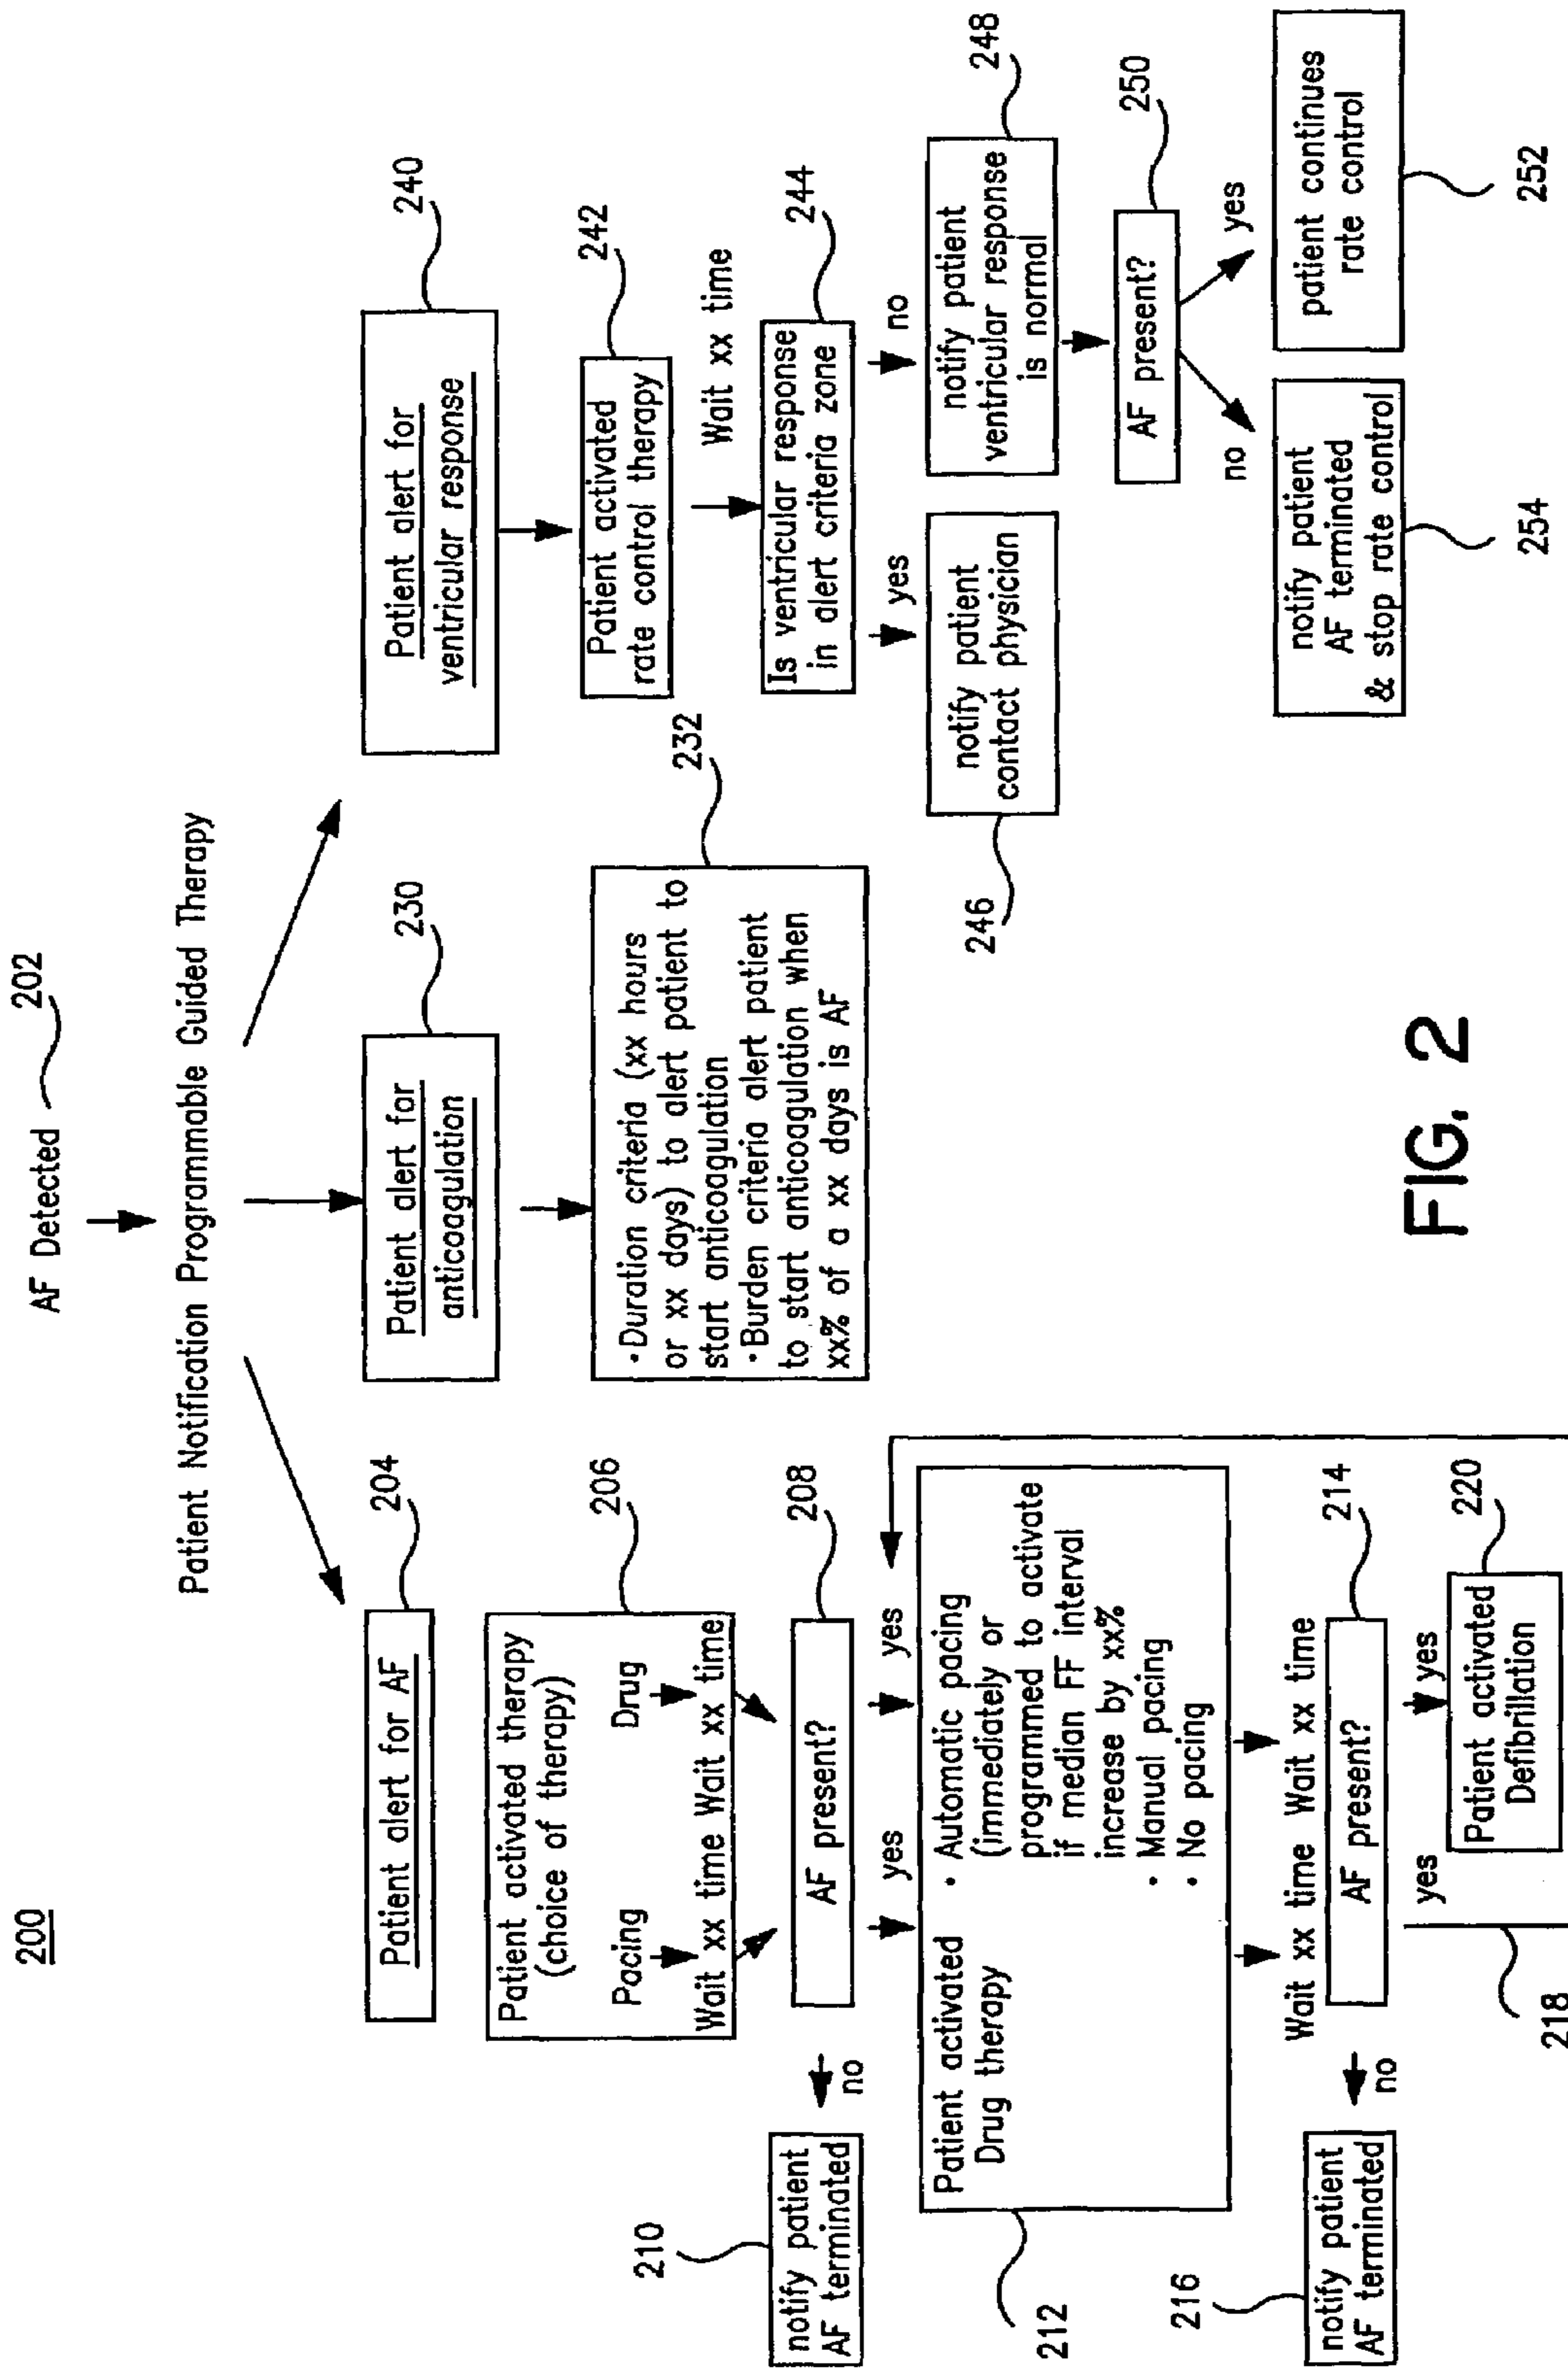 200
AF Detected
202
Patient Notification Programmable Guided Therapy
Patient alert for AF
204
Patient activated therapy
(choice of therapy)
Pacing
Drug
Wait xx time Wait xx time
206
AF present?
208
no
notify patient
AF terminated
210
yes
yes
Patient activated
Drug therapy
• Automatic pacing
(immediately or
programmed to activate
if median FF interval
increase by xx%
• Manual pacing
• No pacing
212
Wait xx time Wait xx time
AF present?
214
no
notify patient
AF terminated
216
yes
218
yes
Patient activated
Defibrillation
220
Patient alert for
anticoagulation
230
• Duration criteria (xx hours
or xx days) to alert patient to
start anticoagulation
• Burden criteria alert patient
to start anticoagulation when
xx% of a xx days is AF
232
Patient alert for
ventricular response
240
Patient activated
rate control therapy
242
Wait xx time
Is ventricular response
in alert criteria zone
244
yes
notify patient
contact physician
246
no
notify patient
ventricular response
is normal
248
AF present?
250
no
notify patient
AF terminated
& stop rate control
254
yes
patient continues
rate control
252
FIG. 2